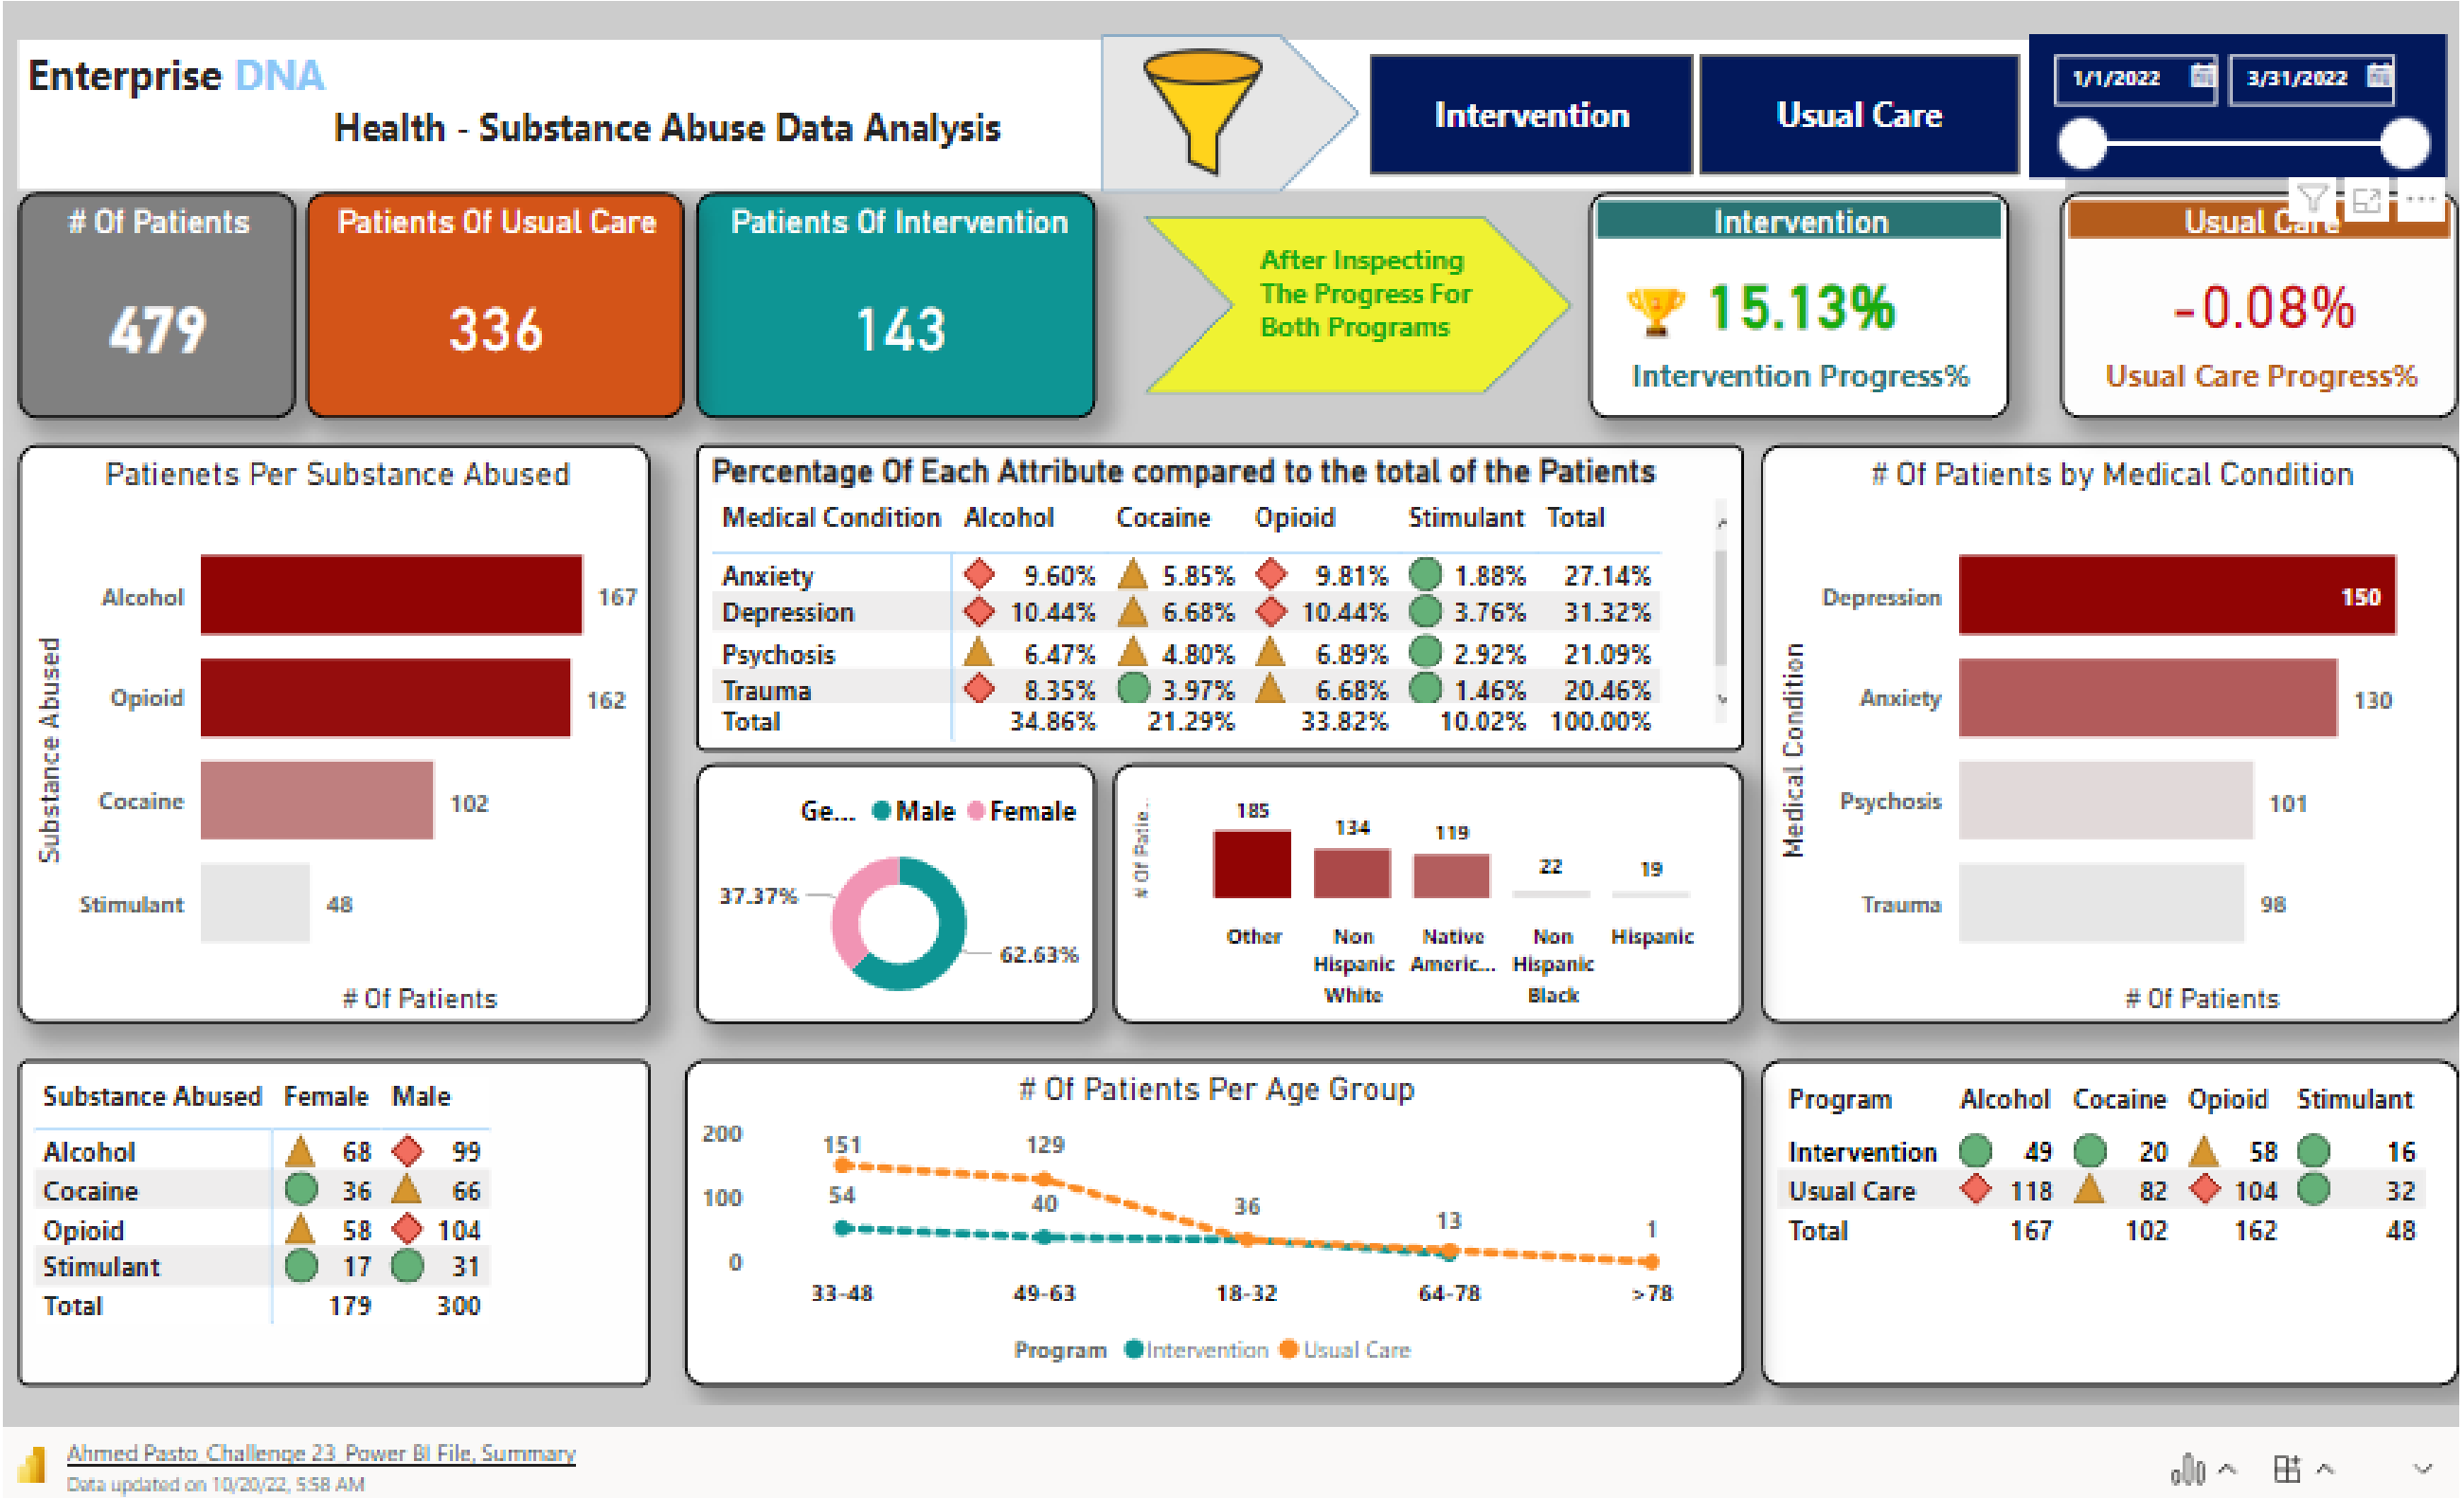 Enterprise DNA
Health - Substance Abuse Data Analysis
Intervention
Usual Care
1/1/2022
3/31/2022
# Of Patients
479
Patients Of Usual Care
336
Patients Of Intervention
143
After Inspecting
The Progress For
Both Programs
Intervention
15.13%
Intervention Progress%
Usual Care
-0.08%
Usual Care Progress%
Patienets Per Substance Abused
Substance Abused
Alcohol 167
Opioid 162
Cocaine 102
Stimulant 48
# Of Patients
Percentage Of Each Attribute compared to the total of the Patients
Medical Condition Alcohol Cocaine Opioid Stimulant Total
Anxiety 9.60% 5.85% 9.81% 1.88% 27.14%
Depression 10.44% 6.68% 10.44% 3.76% 31.32%
Psychosis 6.47% 4.80% 6.89% 2.92% 21.09%
Trauma 8.35% 3.97% 6.68% 1.46% 20.46%
Total 34.86% 21.29% 33.82% 10.02% 100.00%
# Of Patients by Medical Condition
Medical Condition
Depression 150
Anxiety 130
Psychosis 101
Trauma 98
# Of Patients
Ge... Male Female
37.37%
62.63%
# Of Patie...
185 134 119 22 19
Other Non Native Non Hispanic
Hispanic Americ... Hispanic
White Black
Substance Abused Female Male
Alcohol 68 99
Cocaine 36 66
Opioid 58 104
Stimulant 17 31
Total 179 300
# Of Patients Per Age Group
200
151 129
100
54 40 36 13 1
0
33-48 49-63 18-32 64-78 >78
Program Intervention Usual Care
Program Alcohol Cocaine Opioid Stimulant
Intervention 49 20 58 16
Usual Care 118 82 104 32
Total 167 102 162 48
Ahmed Pasto Challenge 23 Power BI File, Summary
Data updated on 10/20/22, 5:58 AM